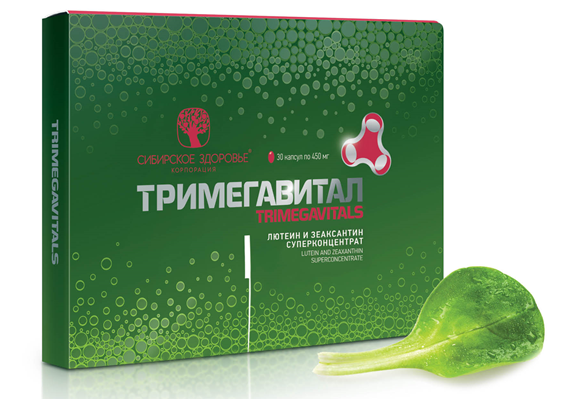 TRIMEGAVITALS
СИБИРСКОЕ ЗДОРОВЬЕ®
КОРПОРАЦИЯ
30 капсул по 450 мг
ТРИМЕГАВИТАЛ
TRIMEGAVITALS
ЛЮТЕИН И ЗЕАКСАНТИН
СУПЕРКОНЦЕНТРАТ
LUTEIN AND ZEAXANTHIN
SUPERCONCENTRATE